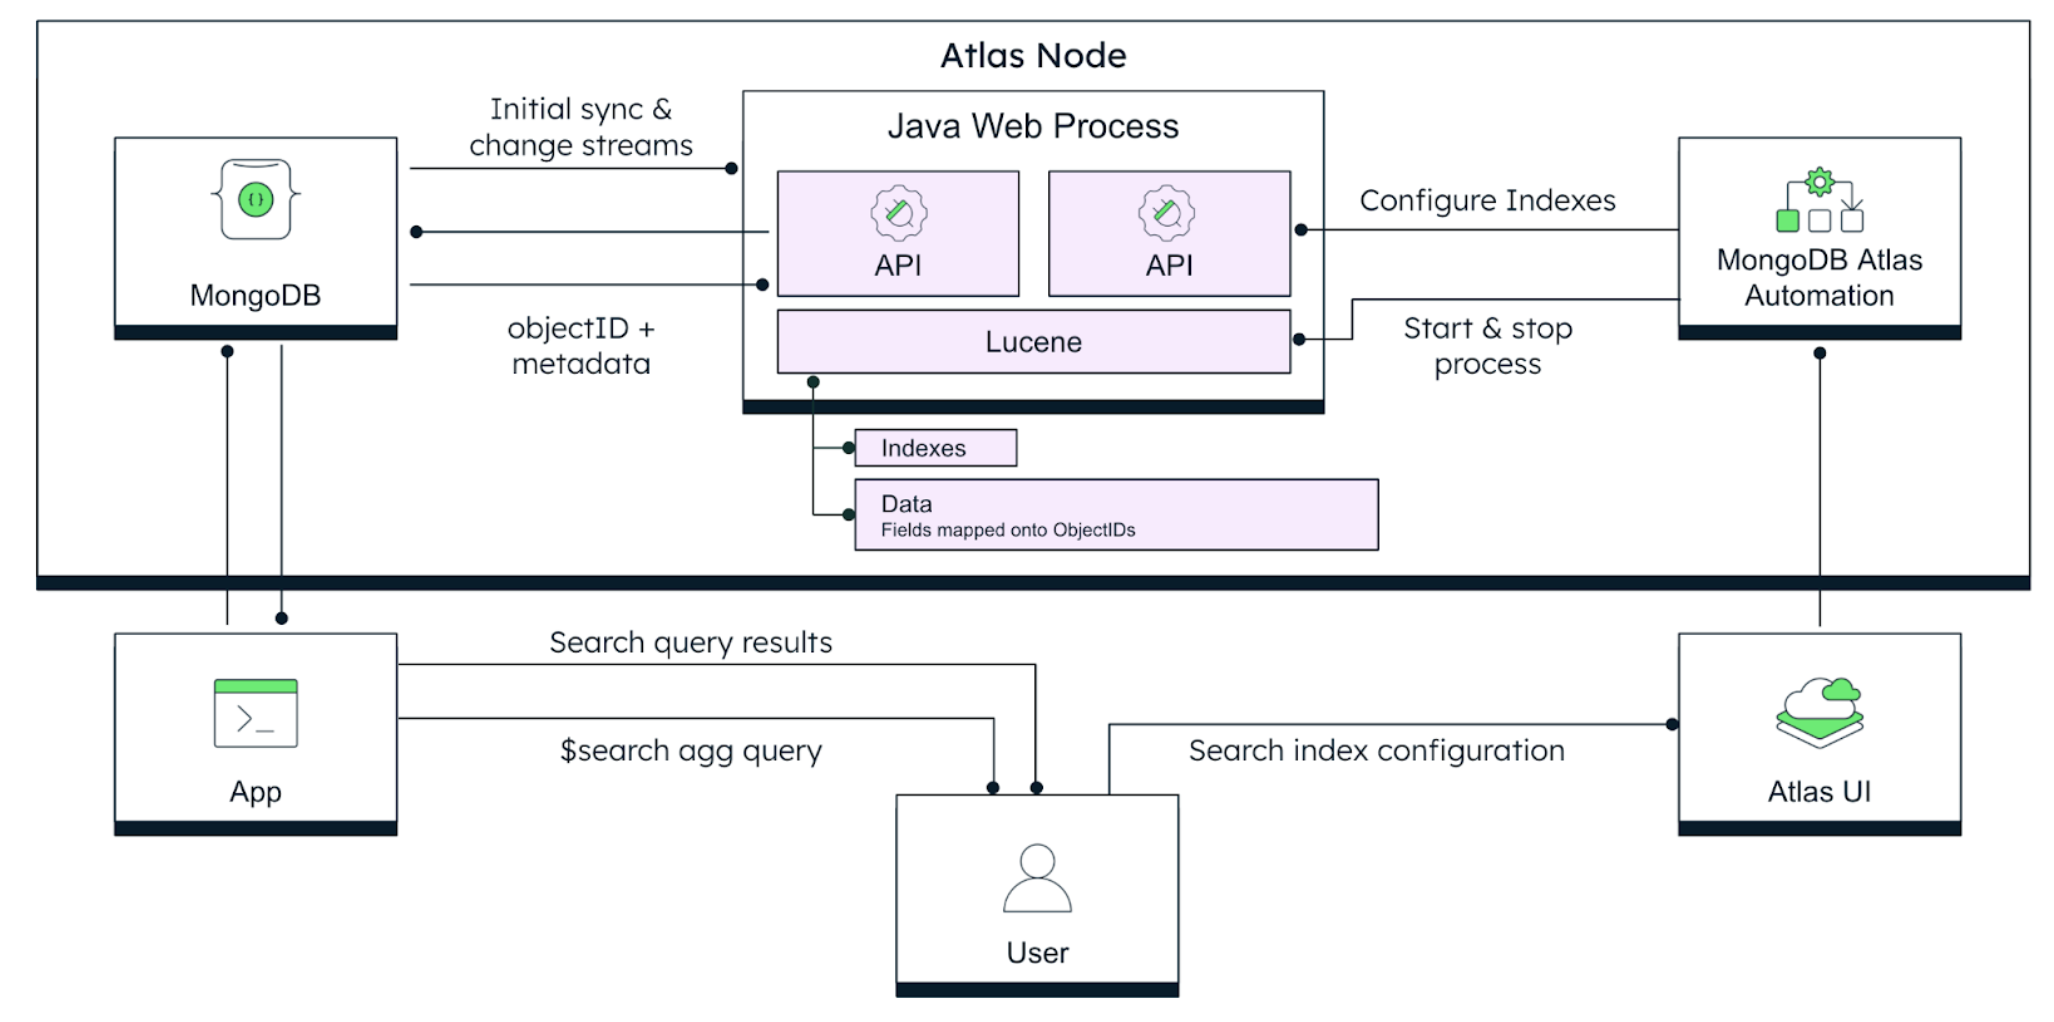 Atlas Node
Initial sync &
change streams
Java Web Process
{ }
MongoDB
API
API
Configure Indexes
MongoDB Atlas
Automation
objectID +
metadata
Lucene
Start & stop
process
Indexes
Data
Fields mapped onto ObjectIDs
Search query results
$search agg query
Search index configuration
>_
App
Atlas UI
User